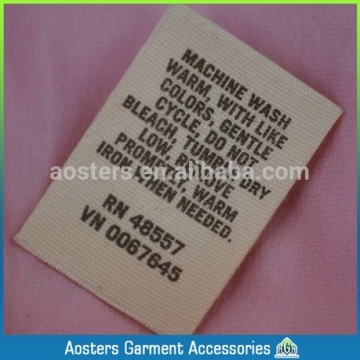 MACHINE WASH
WARM, WITH LIKE
COLORS, GENTLE
CYCLE, DO NOT
BLEACH, TUMBLE DRY
LOW, REMOVE
PROMPTLY, WARM
IRON WHEN NEEDED.
RN 48557
VN 0067645
aosters.en.alibaba.com
Aosters Garment Accessories